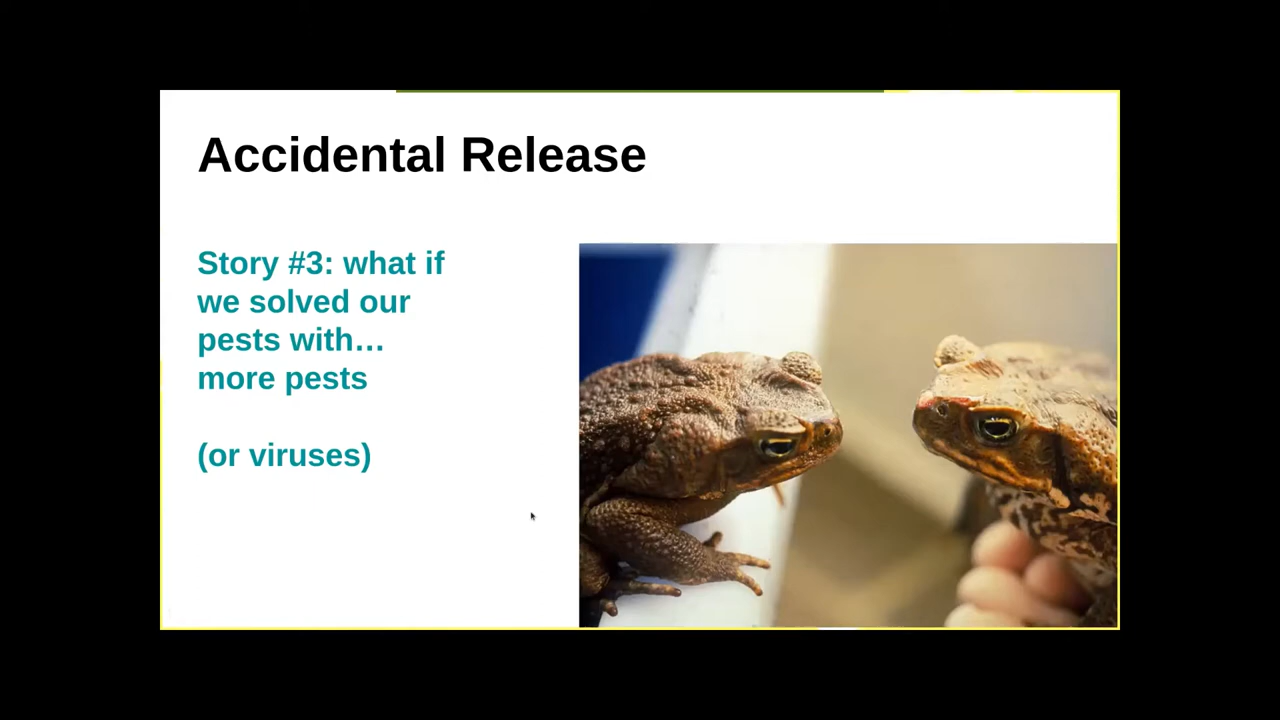 Accidental Release
Story #3: what if
we solved our
pests with…
more pests
(or viruses)